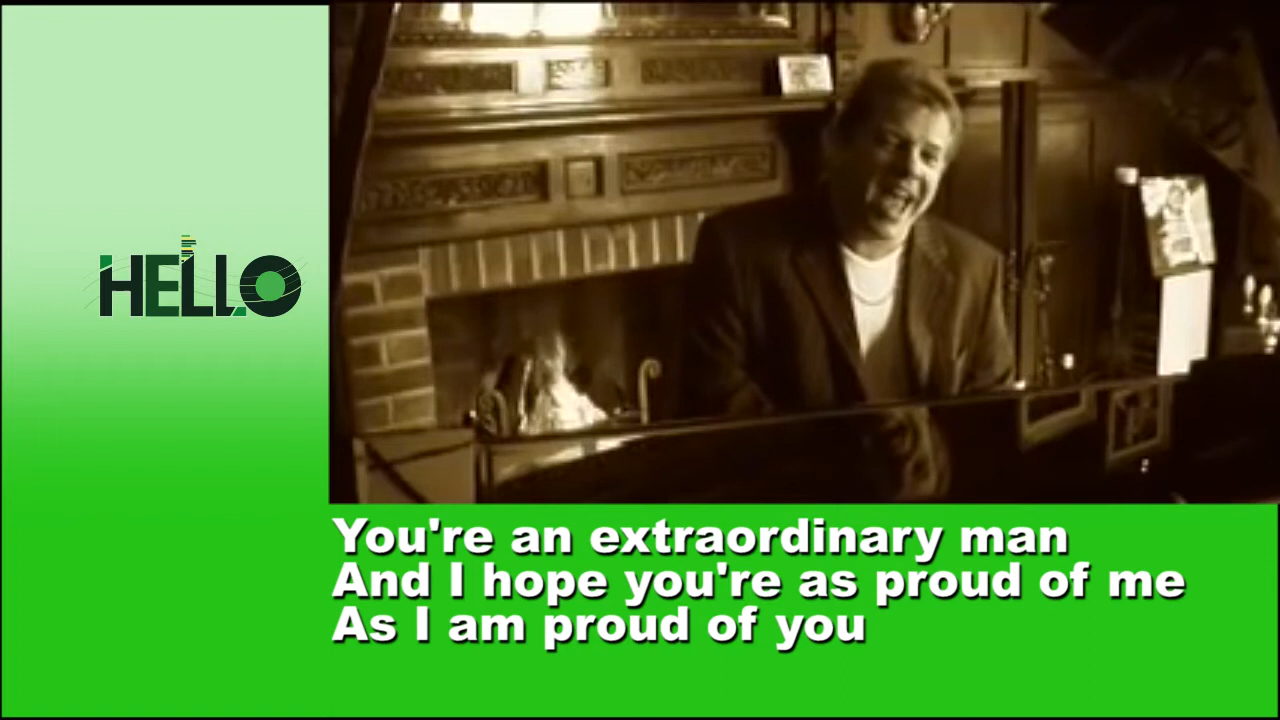 HELLO
You're an extraordinary man
And I hope you're as proud of me
As I am proud of you